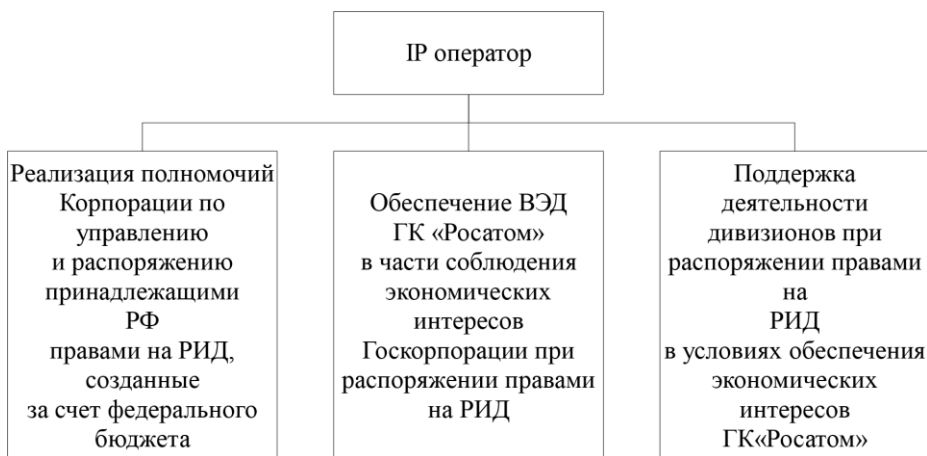 IP оператор
Реализация полномочий
Корпорации по
управлению
и распоряжению
принадлежащими
РФ
правами на РИД,
созданные
за счет федерального
бюджета
Обеспечение ВЭД
ГК «Росатом»
в части соблюдения
экономических
интересов
Госкорпорации при
распоряжении правами
на РИД
Поддержка
деятельности
дивизионов при
распоряжении правами
на
РИД
в условиях обеспечения
экономических
интересов
ГК«Росатом»